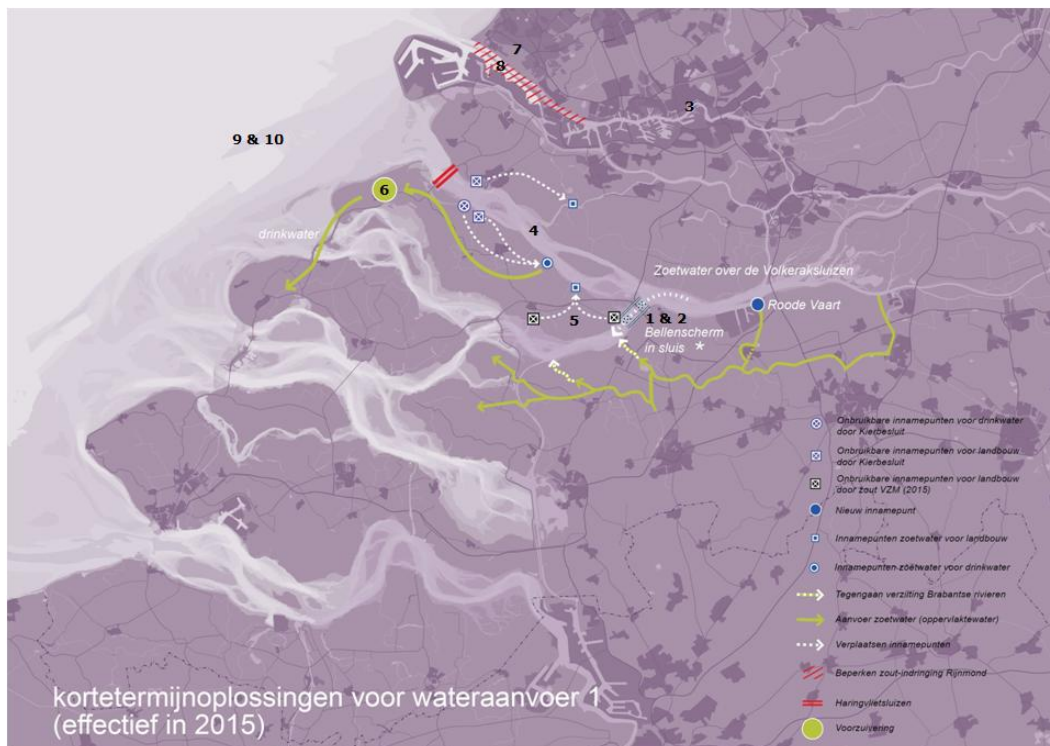 7
8
3
9 & 10
6
drinkwater
4
Zoetwater over de Volkeraksluizen
Roode Vaart
5
1 & 2
Bellenscherm
in sluis *
Onbruikbare innamepunten voor drinkwater
door Kierbesluit
Onbruikbare innamepunten voor landbouw
door Kierbesluit
Onbruikbare innamepunten voor landbouw
door zout VZM (2015)
Nieuw innamepunt
Innamepunten zoetwater voor landbouw
Innamepunten zoëtwater voor drinkwater
Tegengaan verzilting Brabantse rivieren
Aanvoer zoetwater (oppervlaktewater)
Verplaatsen innamepunten
Beperken zout-indringing Rijnmond
Haringvlietsluizen
Voorzuivering
kortetermijnoplossingen voor wateraanvoer 1
(effectief in 2015)